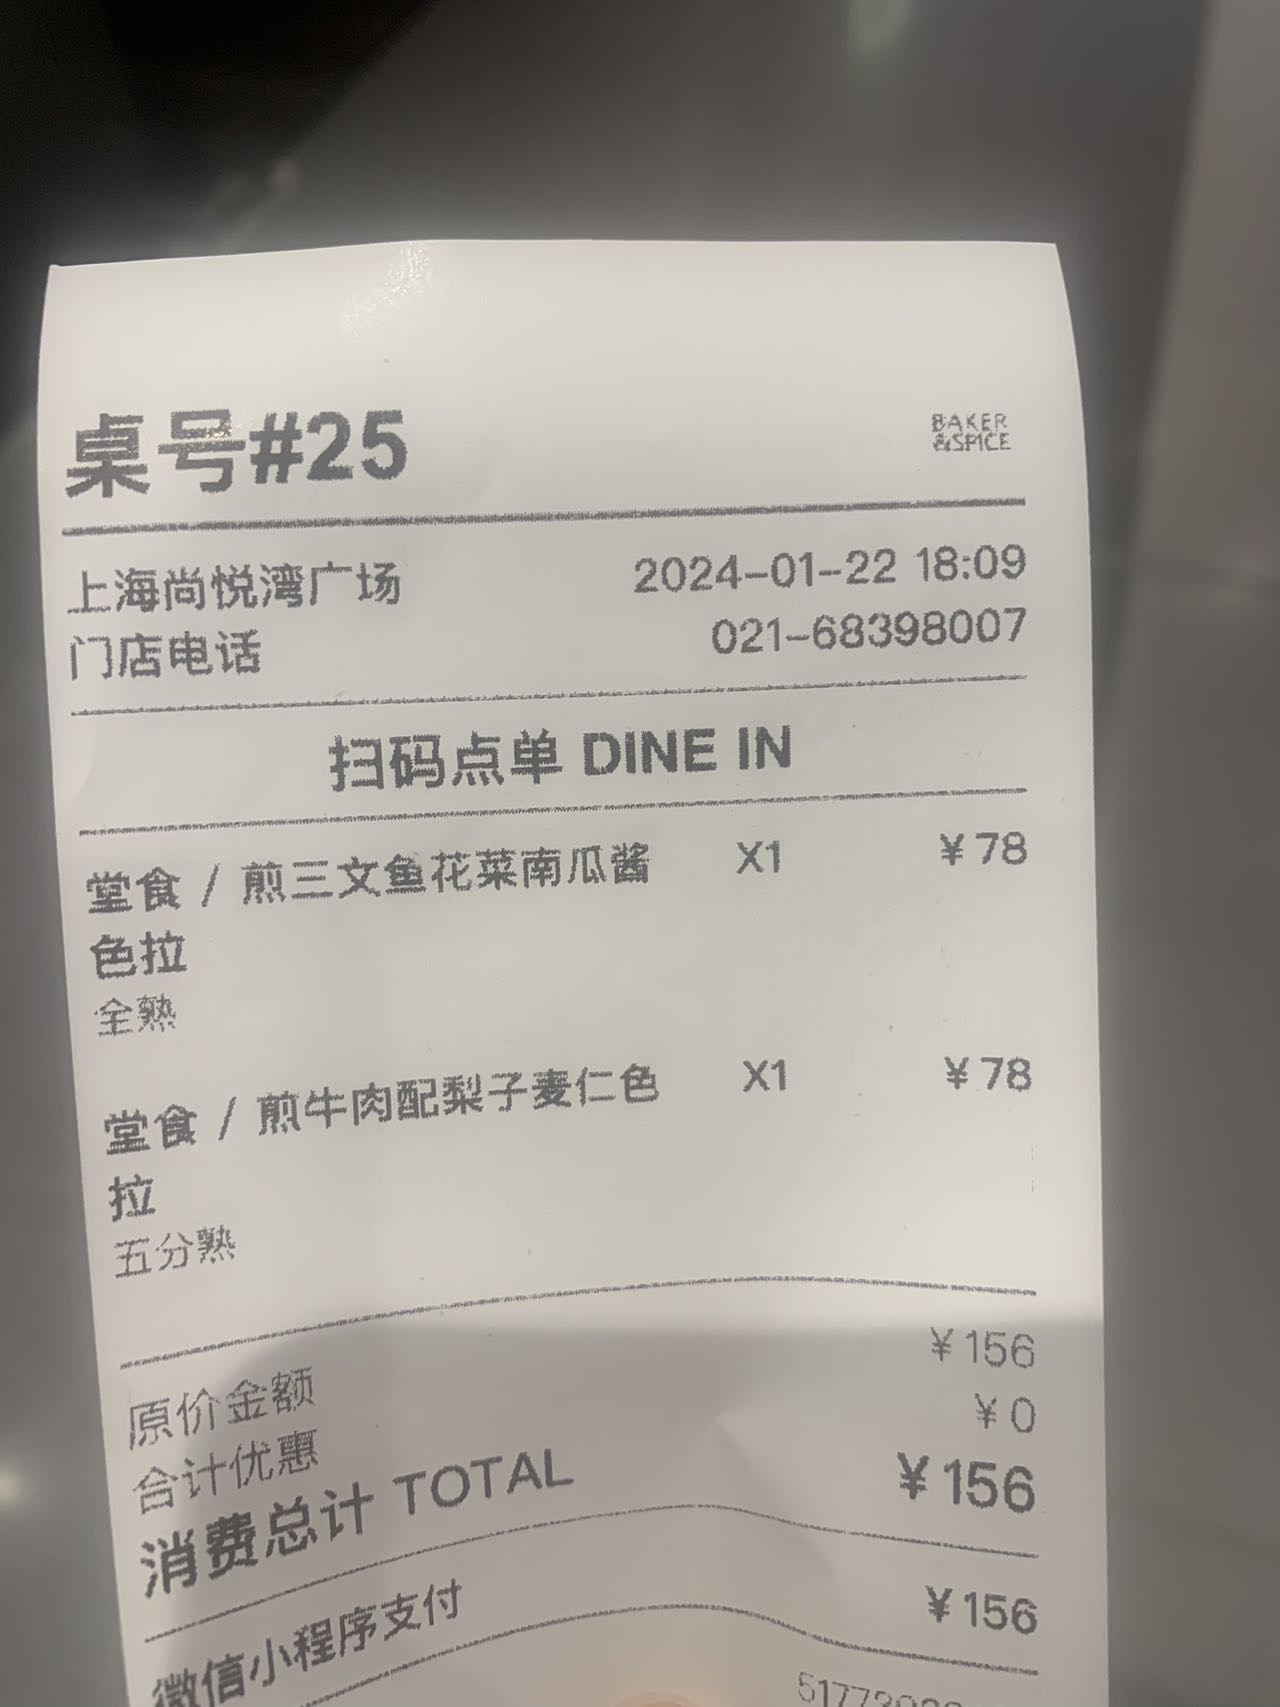 桌号#25
BAKER
&SPICE
上海尚悦湾广场 2024-01-22 18:09
门店电话 021-68398007
扫码点单 DINE IN
堂食 / 煎三文鱼花菜南瓜酱 X1 ¥78
色拉
全熟
堂食 / 煎牛肉配梨子麦仁色 X1 ¥78
拉
五分熟
原价金额 ¥156
合计优惠 ¥0
消费总计 TOTAL ¥156
微信小程序支付 ¥156